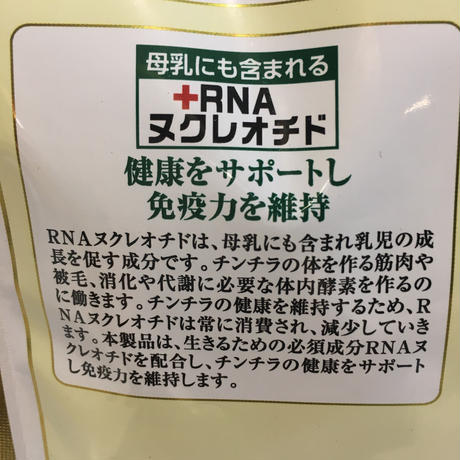 母乳にも含まれる
+RNA
ヌクレオチド
健康をサポートし
免疫力を維持
RNAヌクレオチドは、母乳にも含まれ乳児の成
長を促す成分です。チンチラの体を作る筋肉や
被毛、消化や代謝に必要な体内酵素を作るの
に働きます。チンチラの健康を維持するため、R
NAヌクレオチドは常に消費され、減少していき
ます。本製品は、生きるための必須成分RNAヌ
クレオチドを配合し、チンチラの健康をサポート
し免疫力を維持します。